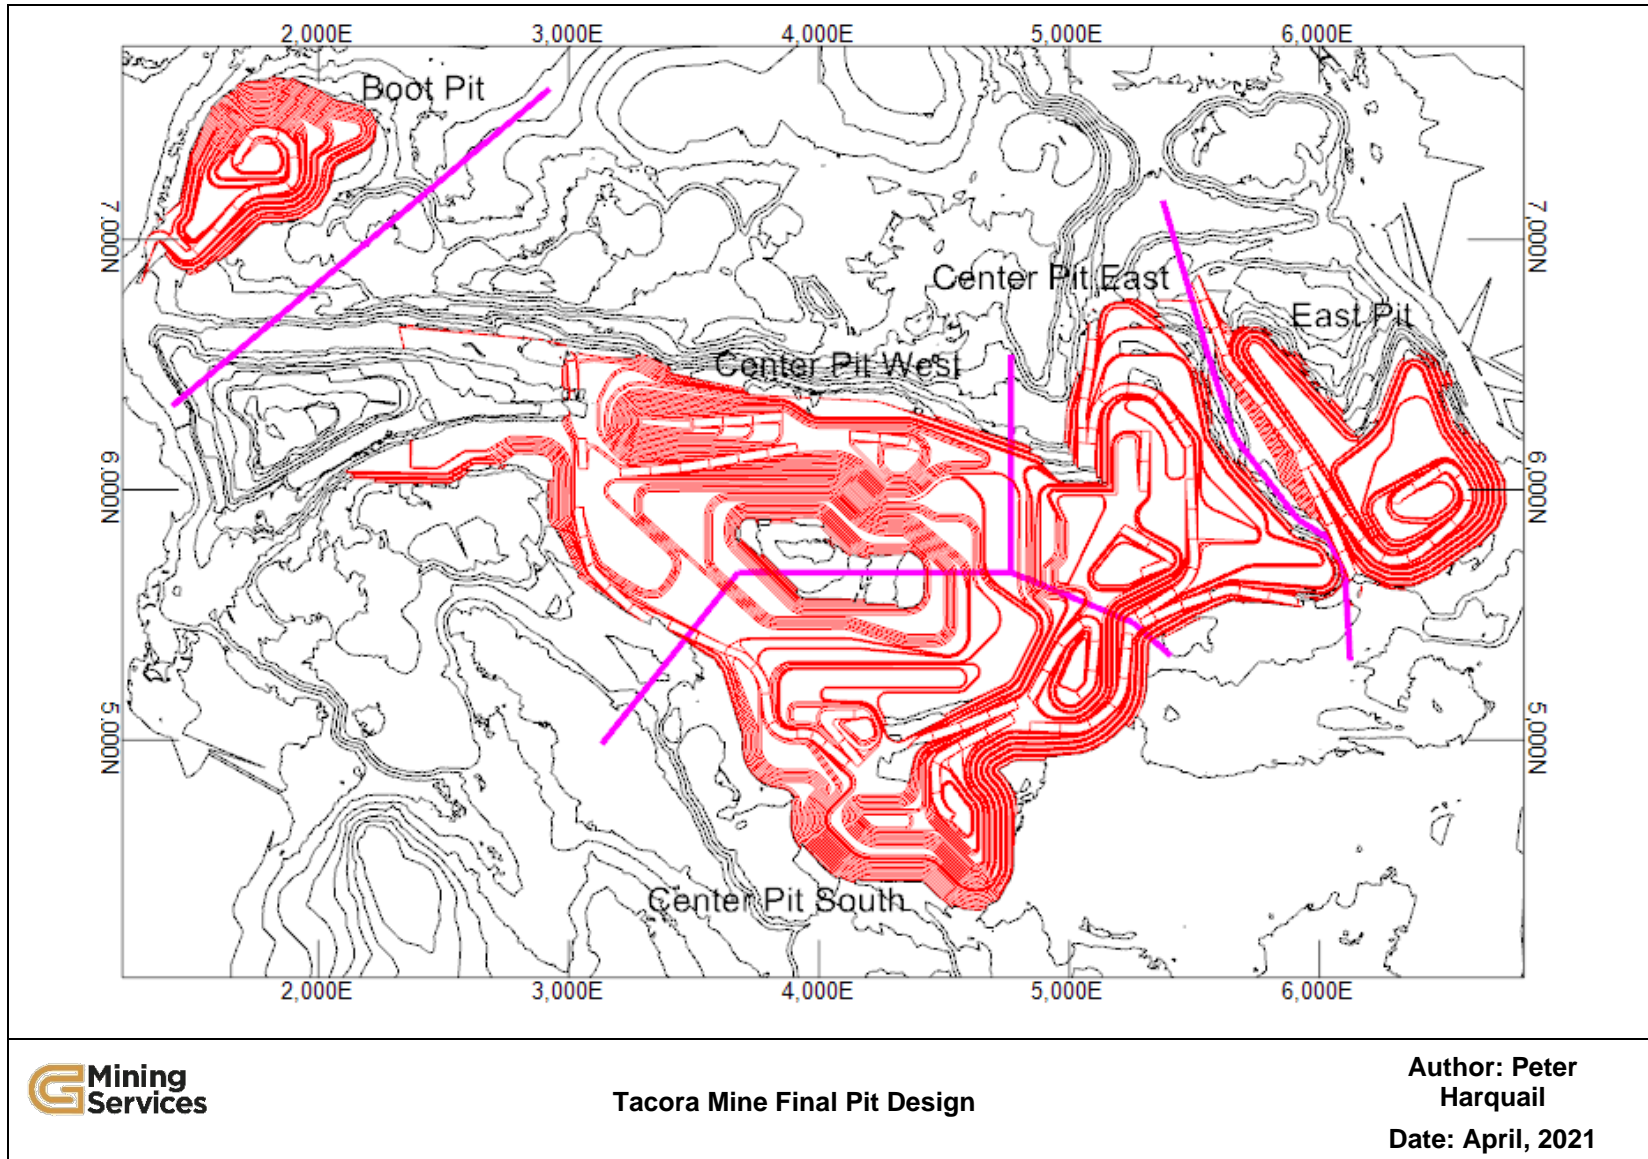 2,000E 3,000E 4,000E 5,000E 6,000E
Boot Pit
7,000N 7,000N
Center Pit East
East Pit
Center Pit West
6,000N 6,000N
5,000N 5,000N
Center Pit South
2,000E 3,000E 4,000E 5,000E 6,000E
G Mining
Services
Tacora Mine Final Pit Design
Author: Peter
Harquail
Date: April, 2021